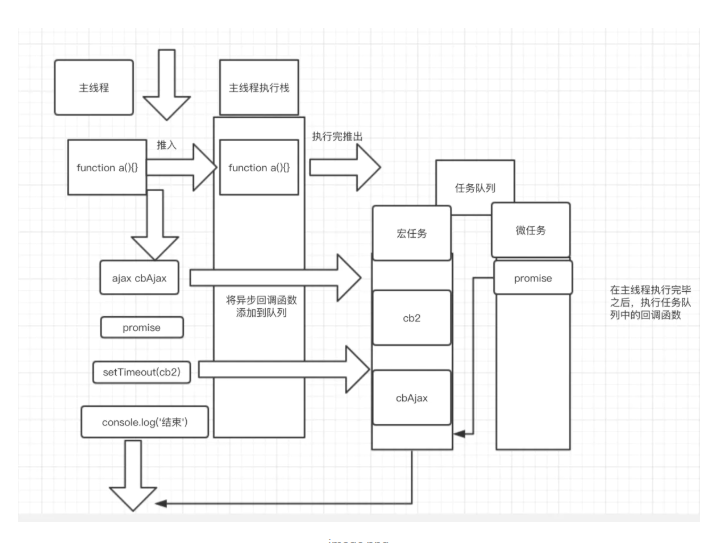 主线程
主线程执行栈
推入
执行完推出
function a(){}
function a(){}
任务队列
宏任务
微任务
ajax cbAjax
将异步回调函数
添加到队列
promise
在主线程执行完毕
之后，执行任务队
列中的回调函数
promise
cb2
setTimeout(cb2)
cbAjax
console.log('结束')